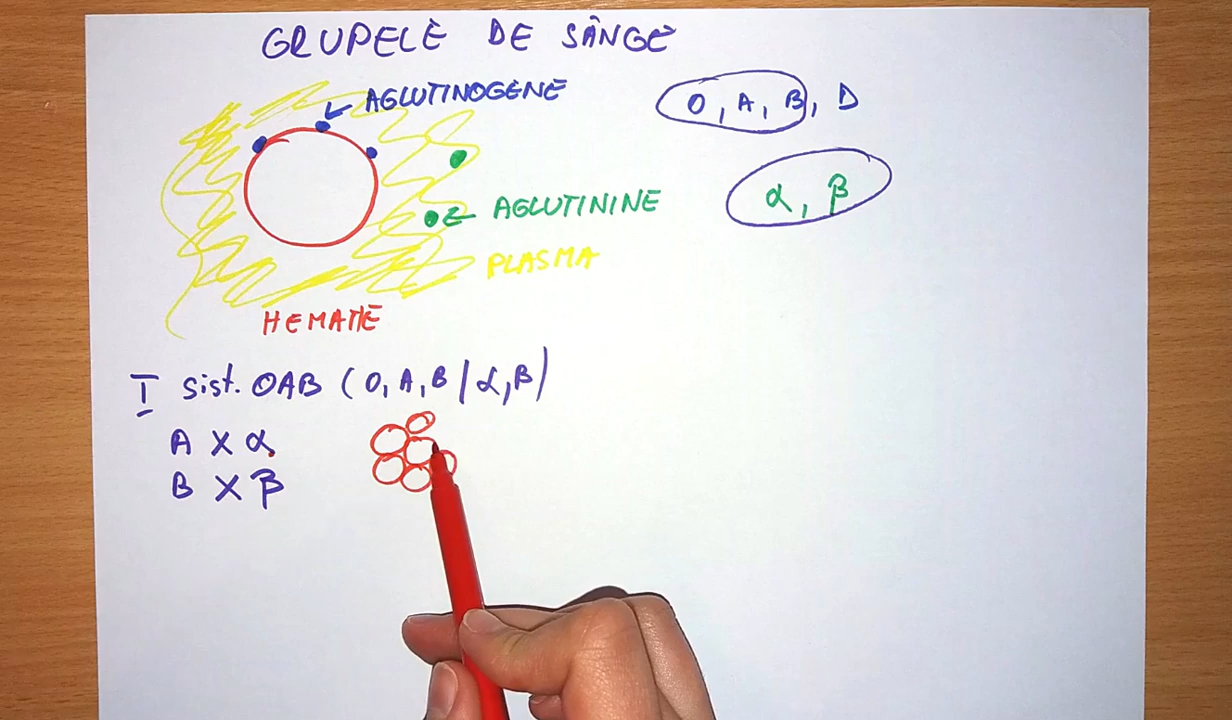 GRUPELE DE SÂNGE
AGLUTINOGENE
O, A, B, D
AGLUTININE
α, β
PLASMA
HEMATIE
I sist. OAB (O, A, B / α, β)
A X α
B X β